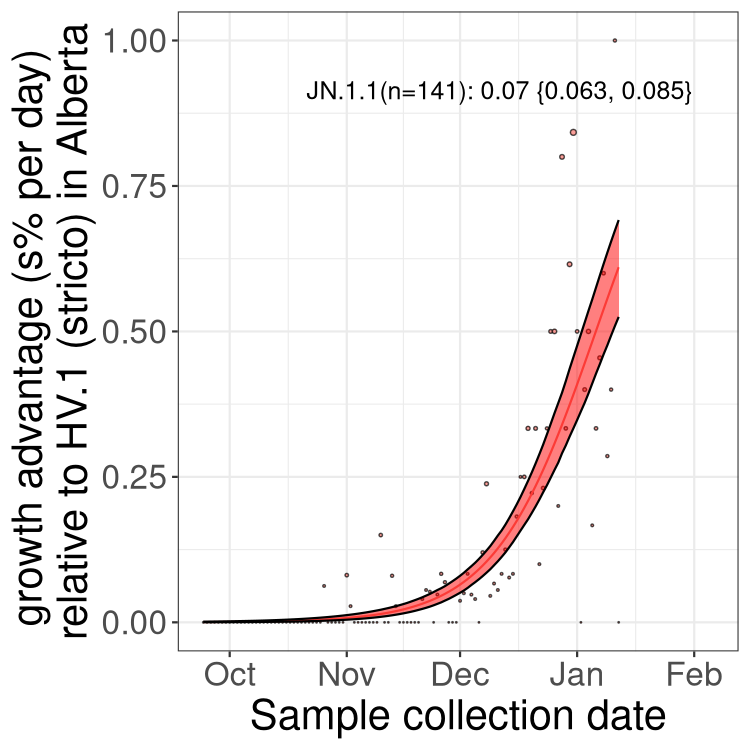 growth advantage (s% per day)
relative to HV.1 (stricto) in Alberta
1.00
JN.1.1(n=141): 0.07 {0.063, 0.085}
0.75
0.50
0.25
0.00
Oct Nov Dec Jan Feb
Sample collection date